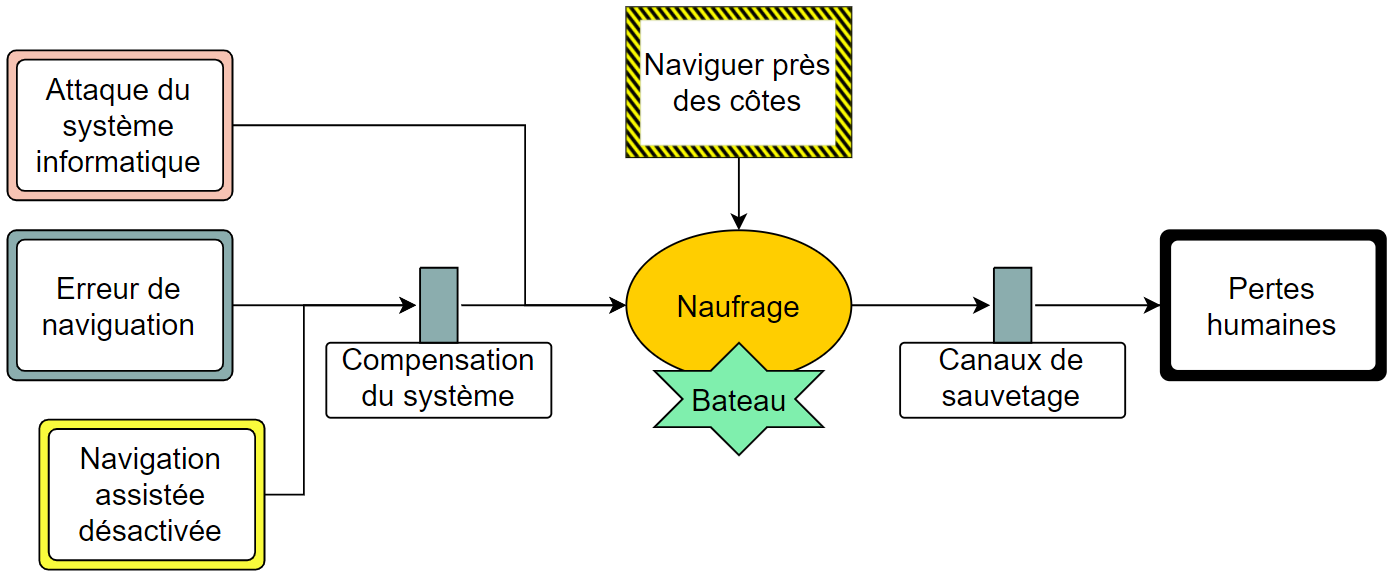 Attaque du
système
informatique
Naviguer près
des côtes
Erreur de
naviguation
Compensation
du système
Naufrage
Bateau
Canaux de
sauvetage
Pertes
humaines
Navigation
assistée
désactivée